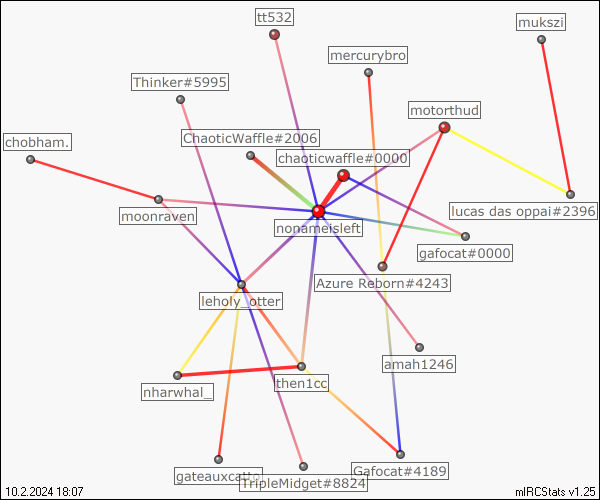 tt532
mukszi
mercurybro
Thinker#5995
motorthud
chobham.
ChaoticWaffle#2006
chaoticwaffle#0000
moonraven
lucas das oppai#2396
nonameisleft
gafocat#0000
Azure Reborn#4243
leholy_otter
amah1246
then1cc
nharwhal_
Gafocat#4189
gateauxcatto
TripleMidget#8824
10.2.2024 18:07
mIRCStats v1.25